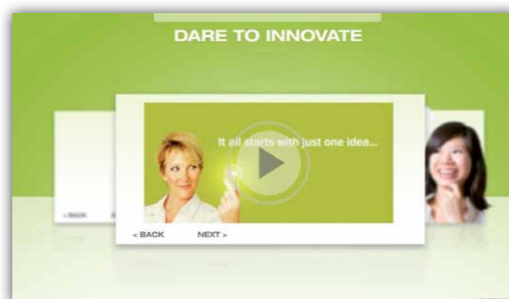 DARE TO INNOVATE
It all starts with just one idea...
< BACK
< BACK NEXT >